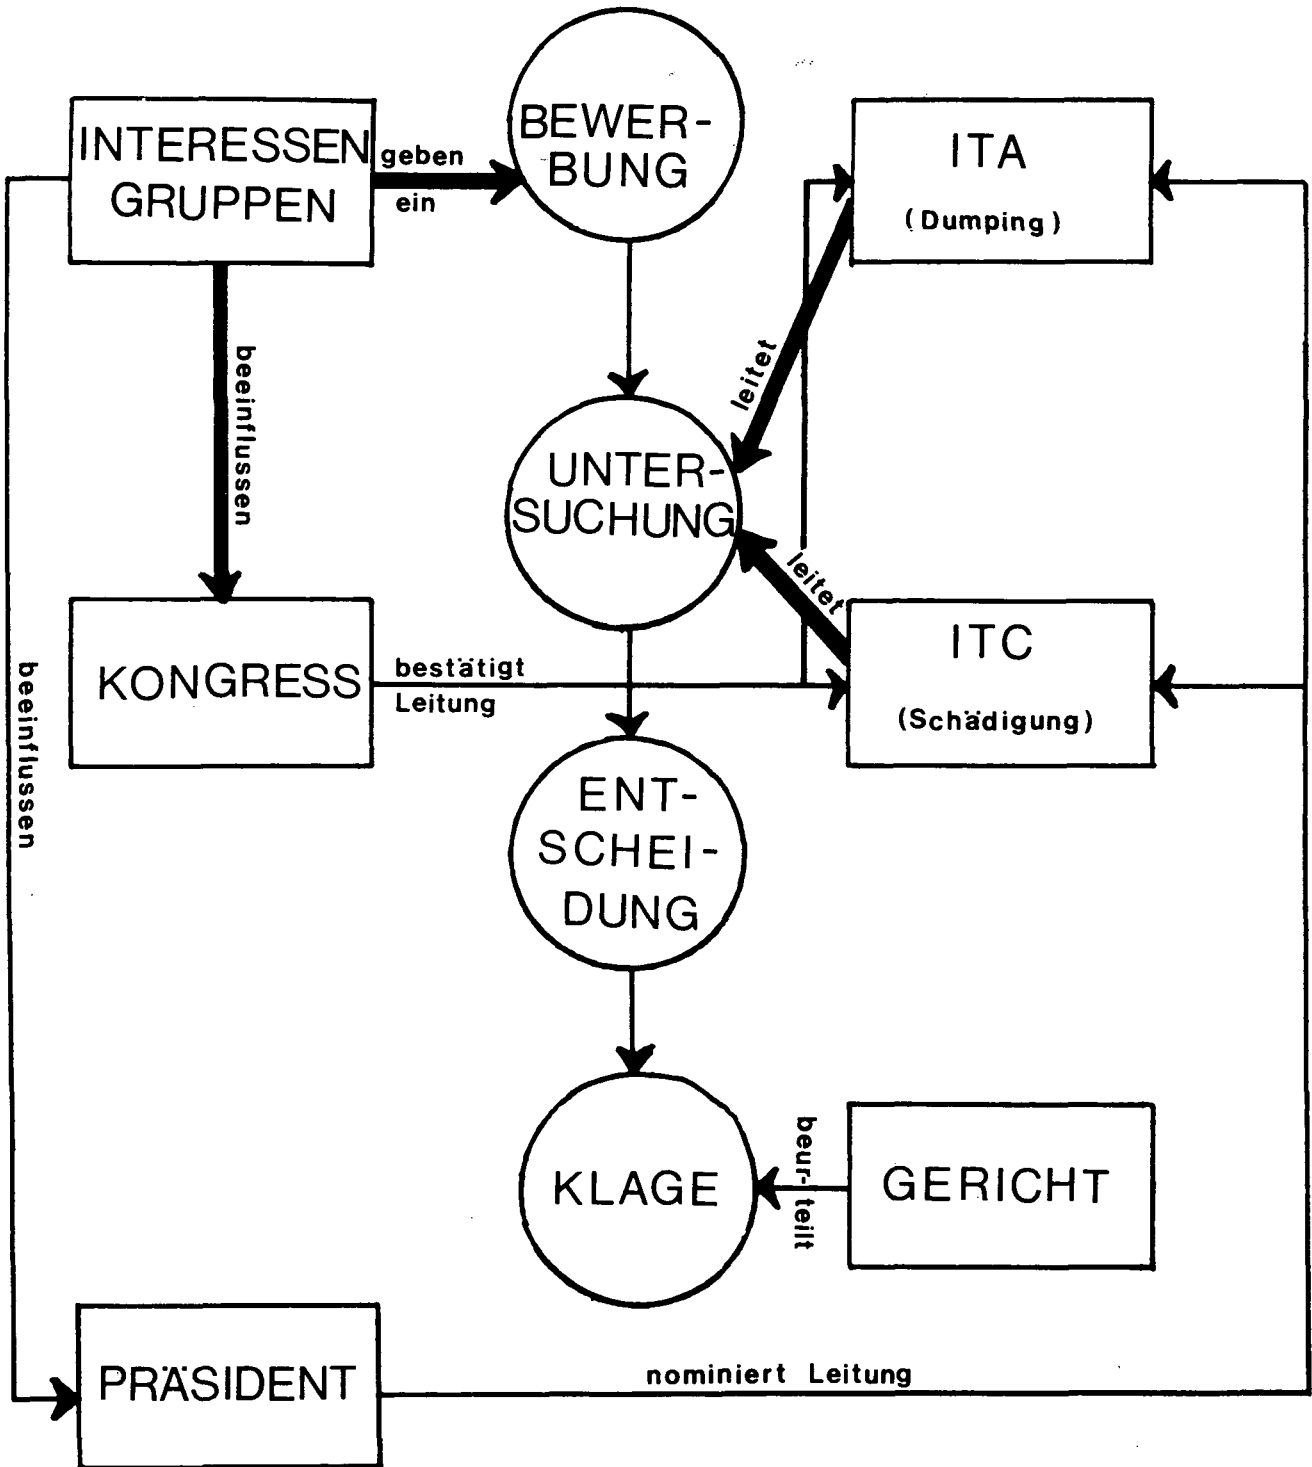 INTERESSEN
GRUPPEN
geben
ein
BEWER-
BUNG
ITA
(Dumping)
beeinflussen
leitet
UNTER-
SUCHUNG
leitet
KONGRESS
bestätigt
Leitung
ITC
(Schädigung)
beeinflussen
ENT-
SCHEI-
DUNG
KLAGE
beur-teilt
GERICHT
PRÄSIDENT
nominiert Leitung